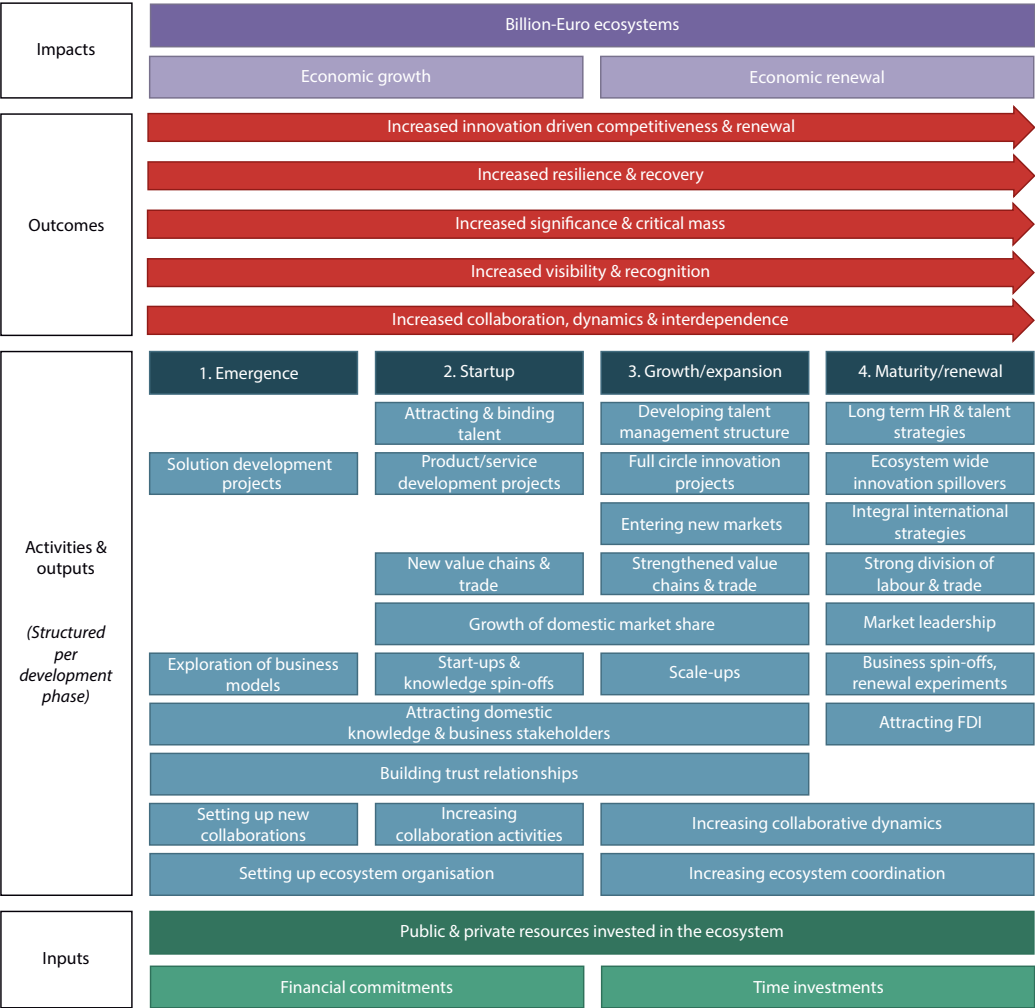 Impacts
Billion-Euro ecosystems
Economic growth
Economic renewal
Outcomes
Increased innovation driven competitiveness & renewal
Increased resilience & recovery
Increased significance & critical mass
Increased visibility & recognition
Increased collaboration, dynamics & interdependence
Activities &
outputs
(Structured
per
development
phase)
1. Emergence
2. Startup
3. Growth/expansion
4. Maturity/renewal
Attracting & binding
talent
Developing talent
management structure
Long term HR & talent
strategies
Solution development
projects
Product/service
development projects
Full circle innovation
projects
Ecosystem wide
innovation spillovers
Entering new markets
Integral international
strategies
New value chains &
trade
Strengthened value
chains & trade
Strong division of
labour & trade
Growth of domestic market share
Market leadership
Exploration of business
models
Start-ups &
knowledge spin-offs
Scale-ups
Business spin-offs,
renewal experiments
Attracting domestic
knowledge & business stakeholders
Attracting FDI
Building trust relationships
Setting up new
collaborations
Increasing
collaboration activities
Increasing collaborative dynamics
Setting up ecosystem organisation
Increasing ecosystem coordination
Inputs
Public & private resources invested in the ecosystem
Financial commitments
Time investments